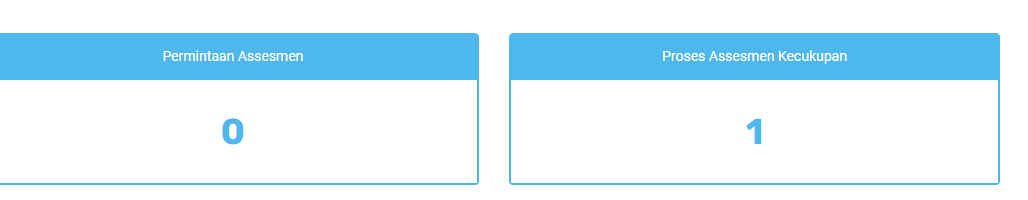 Permintaan Assesmen
0
Proses Assesmen Kecukupan
1